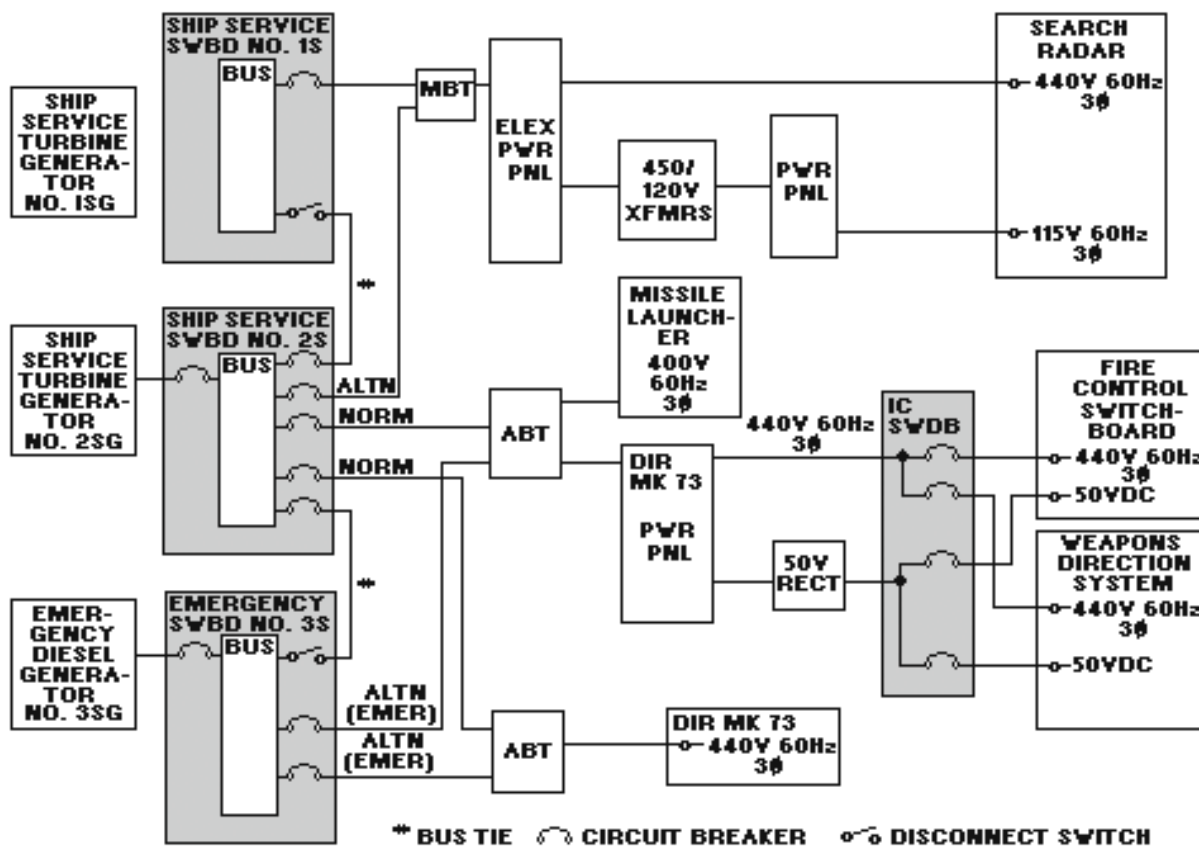 SHIP SERVICE
SWBD NO. 1S
BUS
SHIP
SERVICE
TURBINE
GENERA-
TOR
NO. 1SG
MBT
ELEX
PWR
PNL
450/
120V
XFMRS
PWR
PNL
SEARCH
RADAR
440V 60Hz
3ϕ
115V 60Hz
3ϕ
SHIP SERVICE
SWBD NO. 2S
BUS
SHIP
SERVICE
TURBINE
GENERA-
TOR
NO. 2SG
ALTN
NORM
NORM
ABT
MISSILE
LAUNCH-
ER
400V
60Hz
3ϕ
440V 60Hz
3ϕ
DIR
MK 73
PWR
PNL
50V
RECT
IC
SWDB
FIRE
CONTROL
SWITCH-
BOARD
440V 60Hz
3ϕ
50VDC
WEAPONS
DIRECTION
SYSTEM
440V 60Hz
3ϕ
50VDC
EMERGENCY
SWBD NO. 3S
BUS
EMER-
GENCY
DIESEL
GENERA-
TOR
NO. 3SG
ALTN
(EMER)
ALTN
(EMER)
ABT
DIR MK 73
440V 60Hz
3ϕ
* BUS TIE CIRCUIT BREAKER DISCONNECT SWITCH